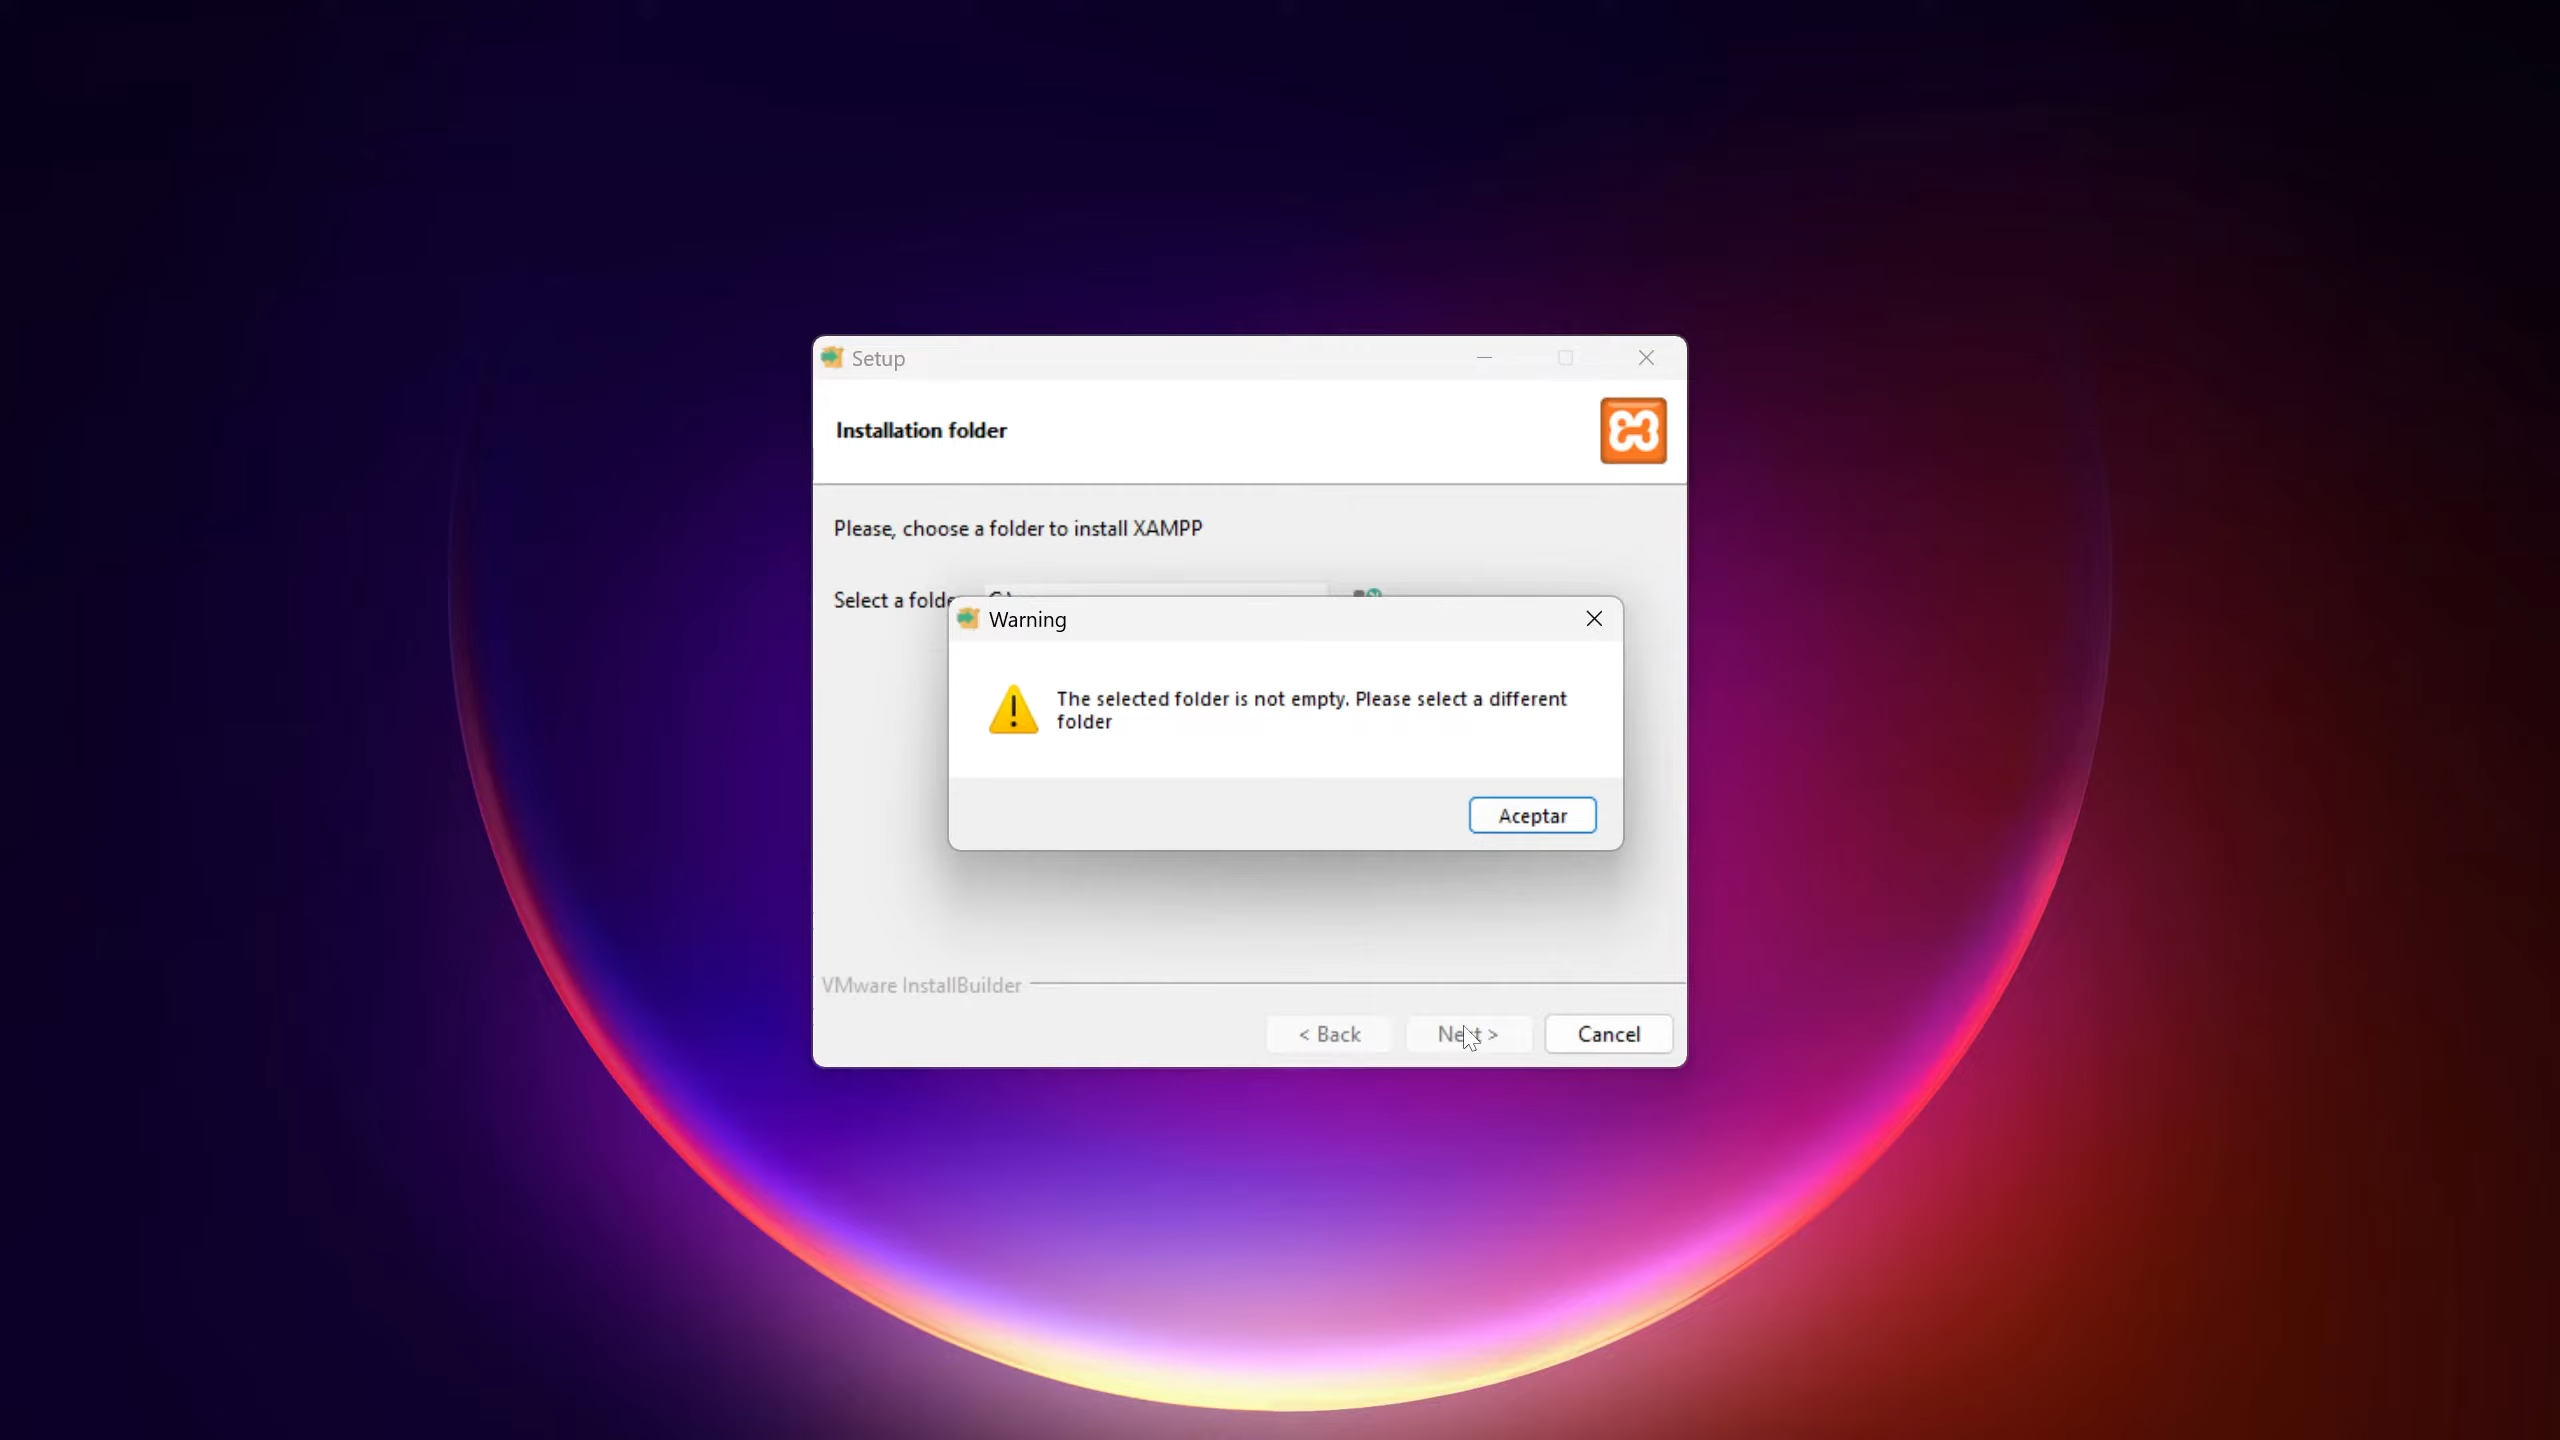 Setup
Installation folder
Please, choose a folder to install XAMPP
Select a folde
Warning
The selected folder is not empty. Please select a different
folder
Aceptar
VMware InstallBuilder
< Back
Next >
Cancel